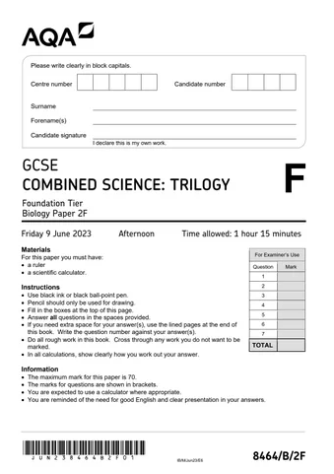 AQA
Please write clearly in block capitals.
Centre number
Candidate number
Surname
Forename(s)
Candidate signature
I declare this is my own work.
GCSE
COMBINED SCIENCE: TRILOGY
F
Foundation Tier
Biology Paper 2F
Friday 9 June 2023 Afternoon Time allowed: 1 hour 15 minutes
Materials
For this paper you must have:
• a ruler
• a scientific calculator.
Instructions
• Use black ink or black ball-point pen.
• Pencil should only be used for drawing.
• Fill in the boxes at the top of this page.
• Answer all questions in the spaces provided.
• If you need extra space for your answer(s), use the lined pages at the end of
this book. Write the question number against your answer(s).
• Do all rough work in this book. Cross through any work you do not want to be
marked.
• In all calculations, show clearly how you work out your answer.
Information
• The maximum mark for this paper is 70.
• The marks for questions are shown in brackets.
• You are expected to use a calculator where appropriate.
• You are reminded of the need for good English and clear presentation in your answers.
For Examiner's Use
Question Mark
1
2
3
4
5
6
7
TOTAL
JUN238464B2F01
8464/B/2F